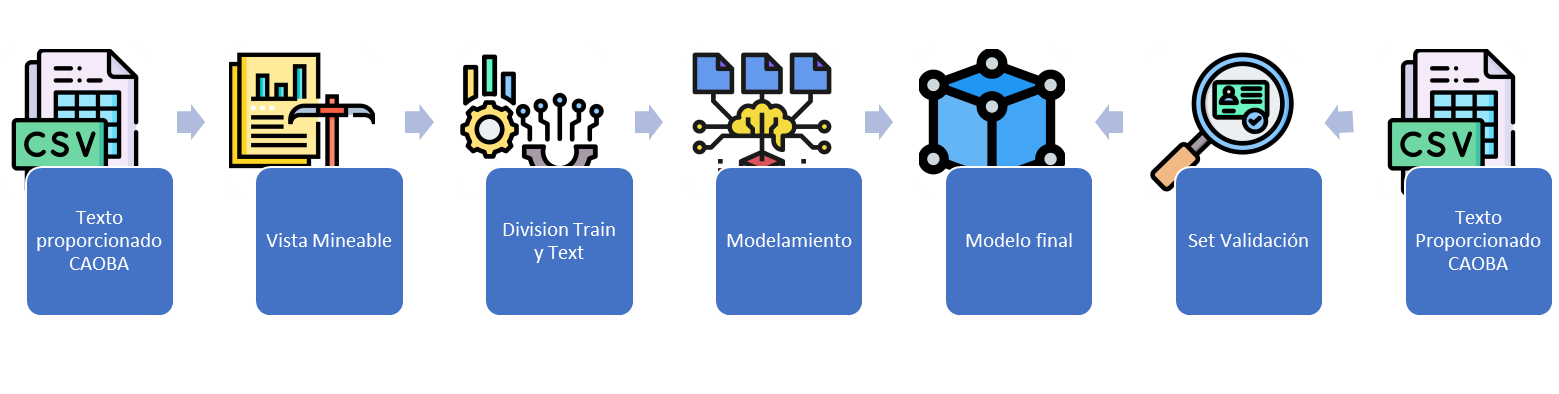 CSV
CSV
Texto
proporcionado
CAOBA
Vista Mineable
Division Train
y Text
Modelamiento
Modelo final
Set Validación
Texto
Proporcionado
CAOBA